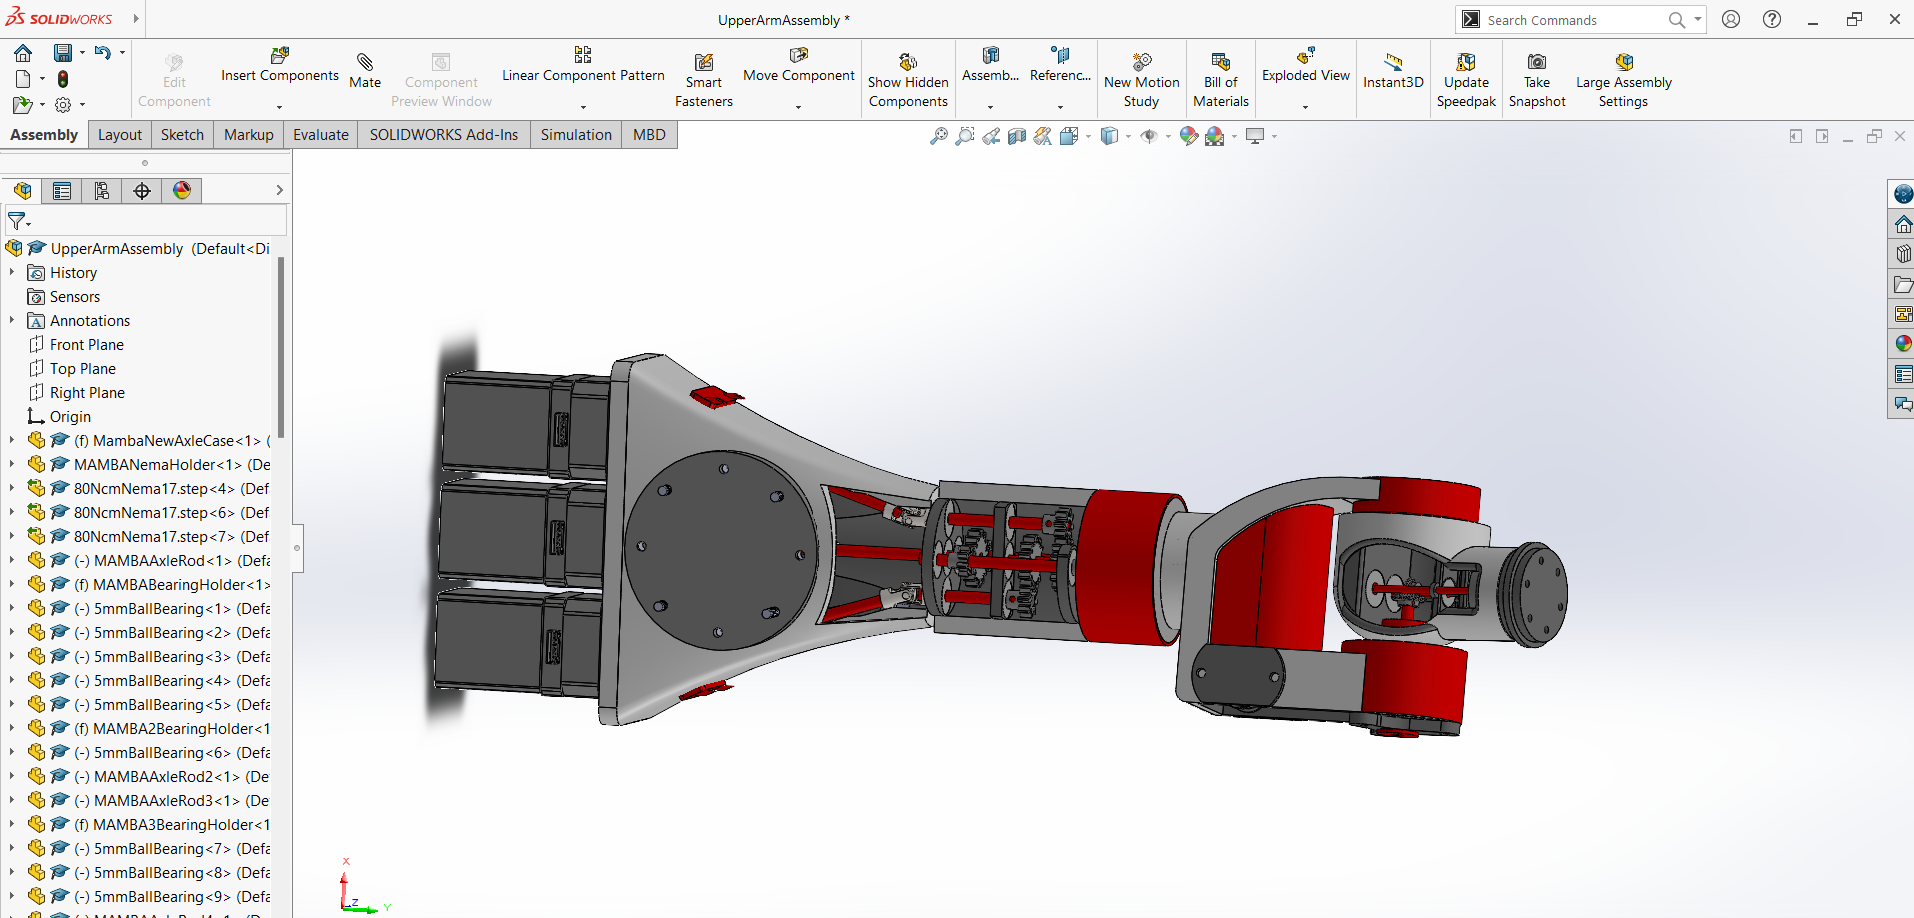 SOLIDWORKS
UpperArmAssembly *
Search Commands
Edit Component
Insert Components
Mate
Component Preview Window
Linear Component Pattern
Smart Fasteners
Move Component
Show Hidden Components
Assemb...
Referenc...
New Motion Study
Bill of Materials
Exploded View
Instant3D
Update Speedpak
Take Snapshot
Large Assembly Settings
Assembly
Layout
Sketch
Markup
Evaluate
SOLIDWORKS Add-Ins
Simulation
MBD
UpperArmAssembly (Default<Di
History
Sensors
Annotations
Front Plane
Top Plane
Right Plane
Origin
(f) MambaNewAxleCase<1> (
MAMBANemaHolder<1> (De
80NcmNema17.step<4> (Def
80NcmNema17.step<6> (Def
80NcmNema17.step<7> (Def
(-) MAMBAAxleRod<1> (Defa
(f) MAMBABearingHolder<1>
(-) 5mmBallBearing<1> (Defa
(-) 5mmBallBearing<2> (Defa
(-) 5mmBallBearing<3> (Defa
(-) 5mmBallBearing<4> (Defa
(-) 5mmBallBearing<5> (Defa
(f) MAMBA2BearingHolder<1
(-) 5mmBallBearing<6> (Defa
(-) MAMBAAxleRod2<1> (De
(-) MAMBAAxleRod3<1> (De
(f) MAMBA3BearingHolder<1
(-) 5mmBallBearing<7> (Defa
(-) 5mmBallBearing<8> (Defa
(-) 5mmBallBearing<9> (Defa
X
Z
Y